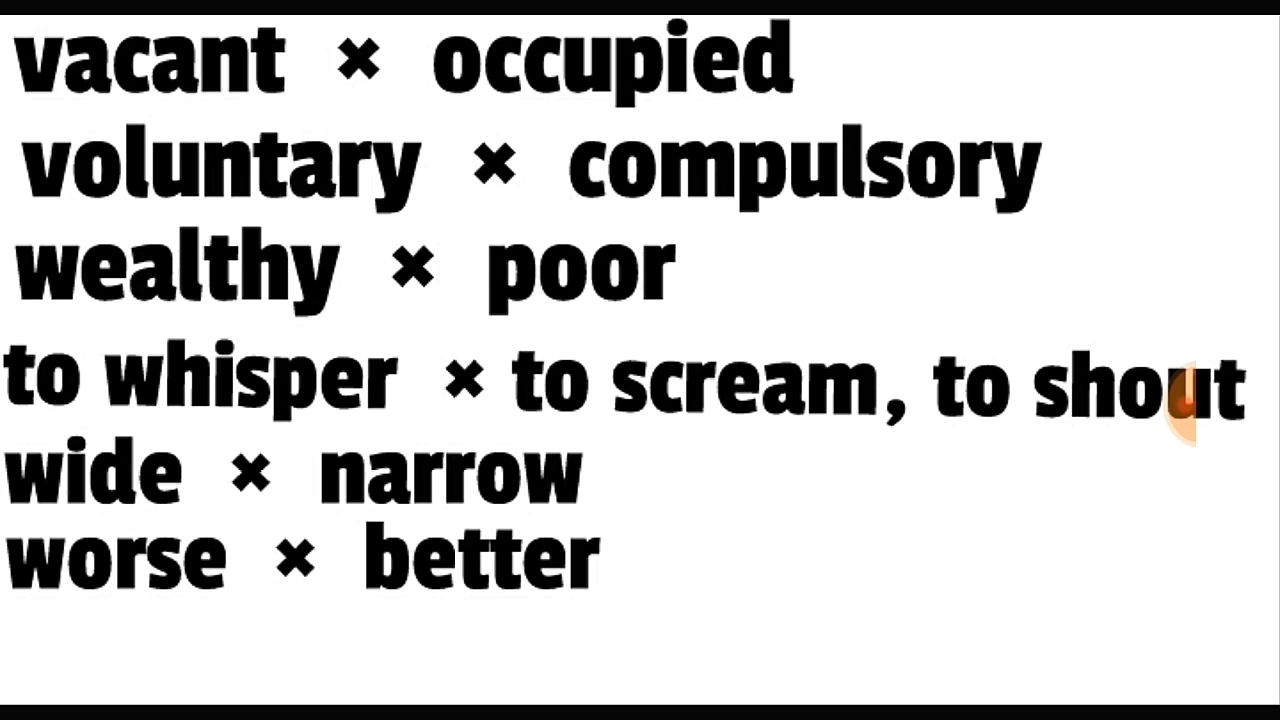 vacant × occupied
voluntary × compulsory
wealthy × poor
to whisper × to scream, to shout
wide × narrow
worse × better